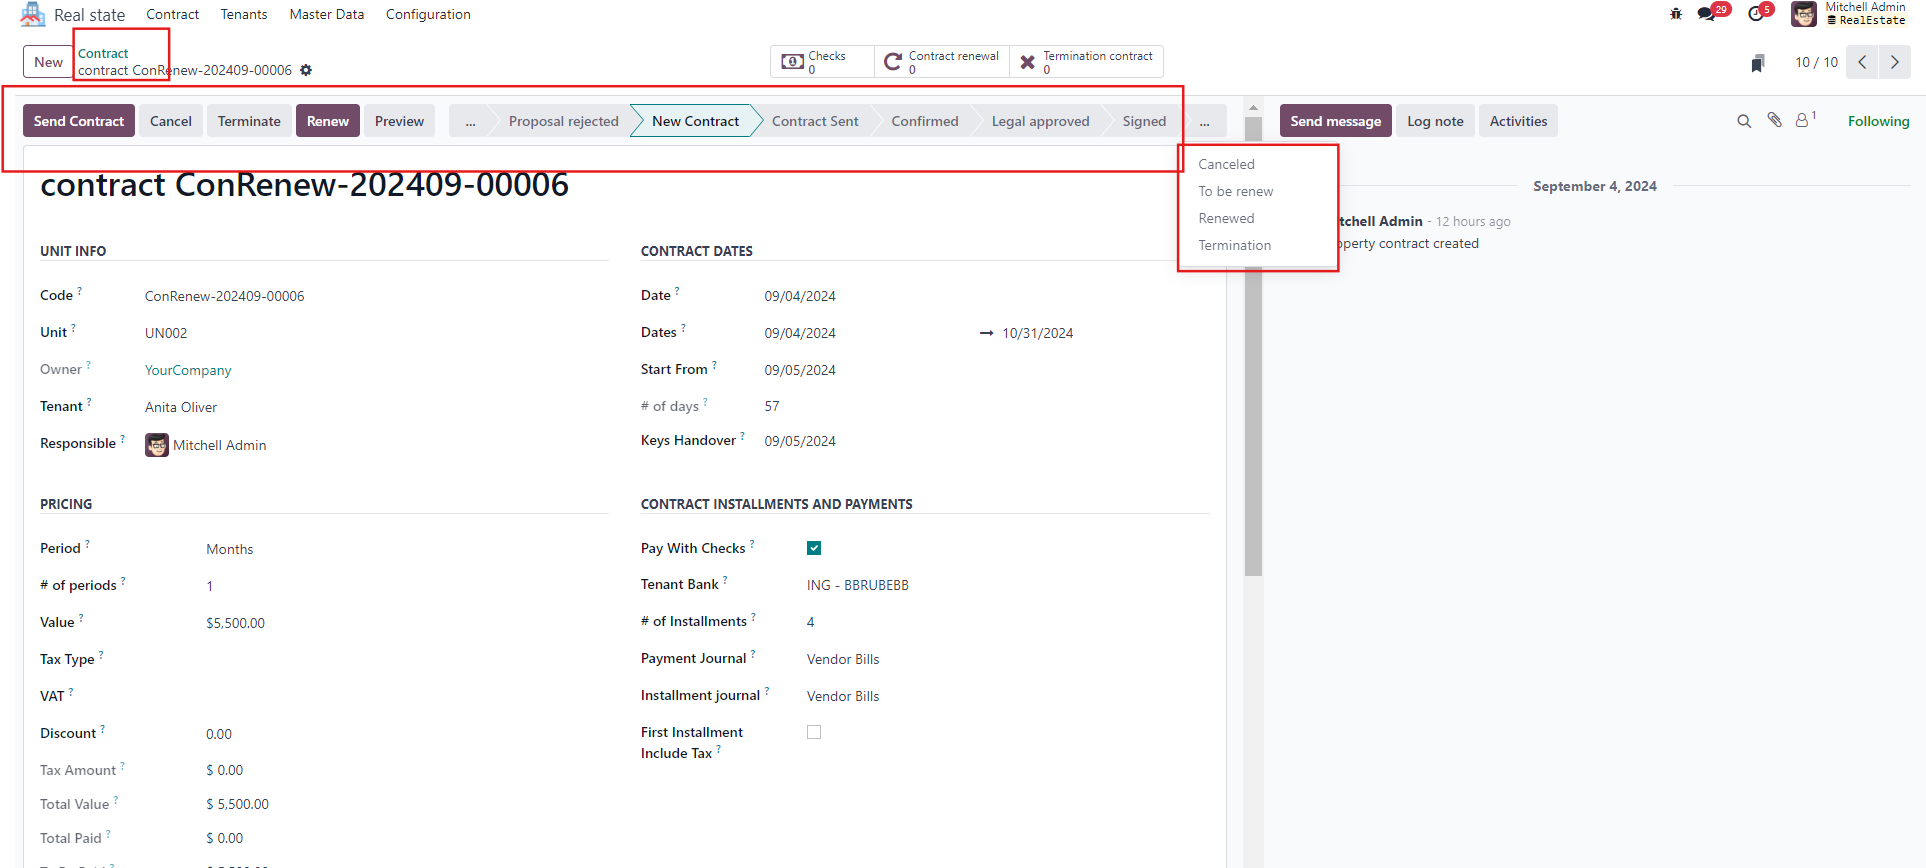 Real state Contract Tenants Master Data Configuration 29 5 Mitchell Admin
RealEstate
New Contract
contract ConRenew-202409-00006
Checks 0
Contract renewal 0
Termination contract 0
10 / 10
Send Contract Cancel Terminate Renew Preview ... Proposal rejected New Contract Contract Sent Confirmed Legal approved Signed ...
Send message Log note Activities 1 Following
Canceled
To be renew
Renewed
Termination
contract ConRenew-202409-00006
September 4, 2024
tchell Admin - 12 hours ago
operty contract created
UNIT INFO
Code ? ConRenew-202409-00006
Unit ? UN002
Owner ? YourCompany
Tenant ? Anita Oliver
Responsible ? Mitchell Admin
CONTRACT DATES
Date ? 09/04/2024
Dates ? 09/04/2024 → 10/31/2024
Start From ? 09/05/2024
# of days ? 57
Keys Handover ? 09/05/2024
PRICING
Period ? Months
# of periods ? 1
Value ? $5,500.00
Tax Type ?
VAT ?
Discount ? 0.00
Tax Amount ? $ 0.00
Total Value ? $ 5,500.00
Total Paid ? $ 0.00
CONTRACT INSTALLMENTS AND PAYMENTS
Pay With Checks ?
Tenant Bank ? ING - BBRUBEBB
# of Installments ? 4
Payment Journal ? Vendor Bills
Installment journal ? Vendor Bills
First Installment
Include Tax ?